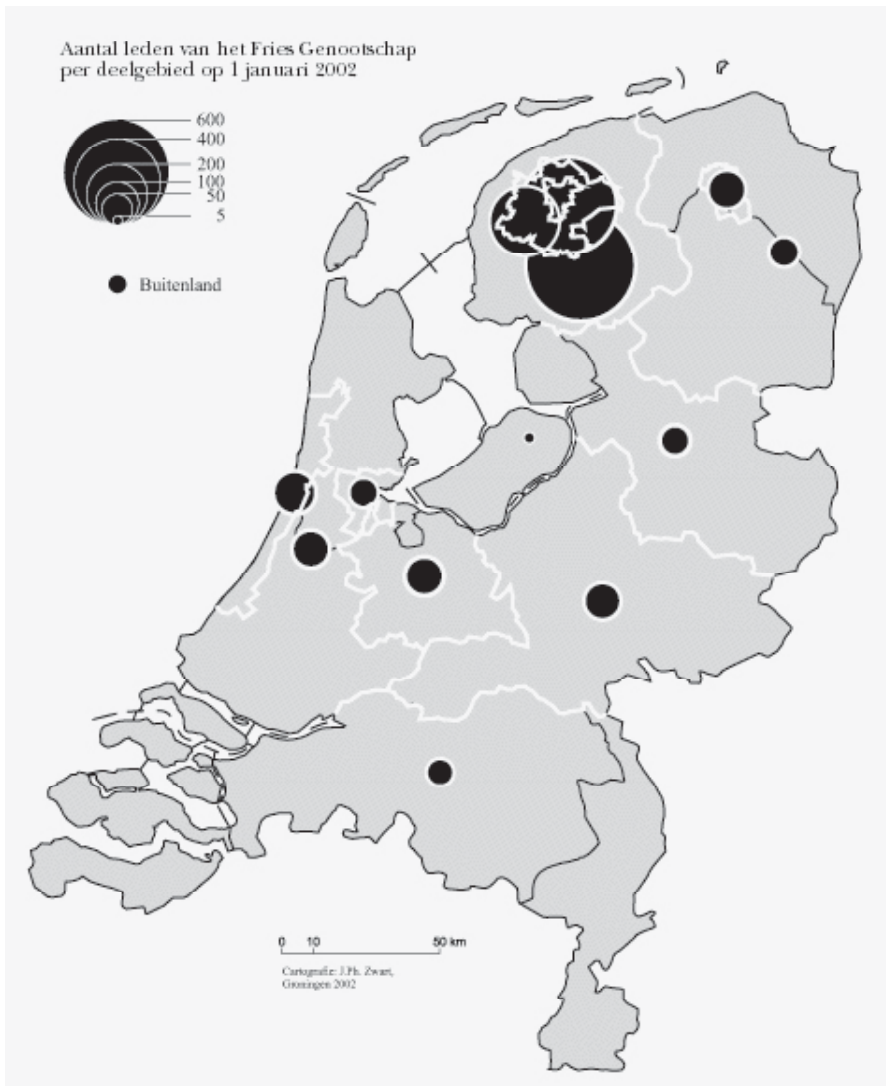 Aantal leden van het Fries Genootschap
per deelgebied op 1 januari 2002
600
400
200
100
50
5
Buitenland
0 10 50 km
Cartografie: J.Ph. Zwart,
Groningen 2002